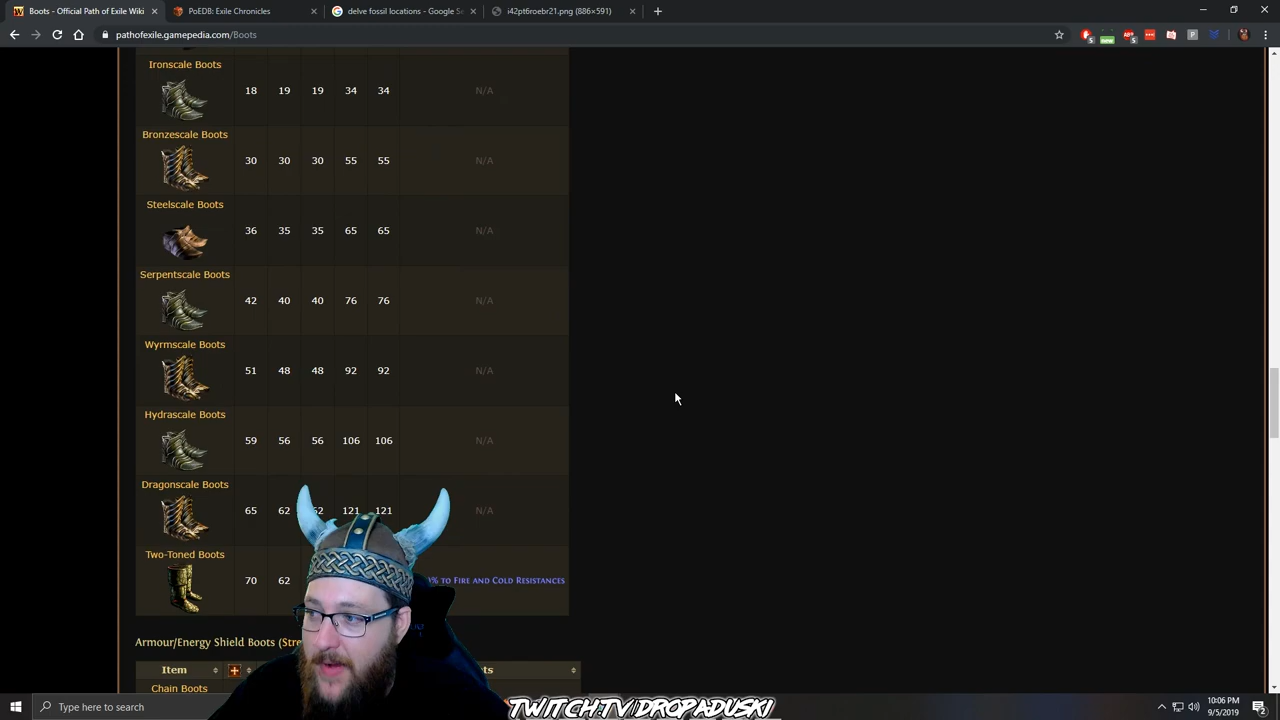 Boots - Official Path of Exile Wiki
PoEDB: Exile Chronicles
delve fossil locations - Google S
i42pt6roebr21.png (886×591)
pathofexile.gamepedia.com/Boots
Ironscale Boots
18 19 19 34 34 N/A
Bronzescale Boots
30 30 30 55 55 N/A
Steelscale Boots
36 35 35 65 65 N/A
Serpentscale Boots
42 40 40 76 76 N/A
Wyrmscale Boots
51 48 48 92 92 N/A
Hydrascale Boots
59 56 56 106 106 N/A
Dragonscale Boots
65 62 62 121 121 N/A
Two-Toned Boots
70 62 % to Fire and Cold Resistances
Armour/Energy Shield Boots (Stre
Item
Chain Boots
TWITCH.TV/DROPADUSKI
Type here to search
10:06 PM
9/5/2019